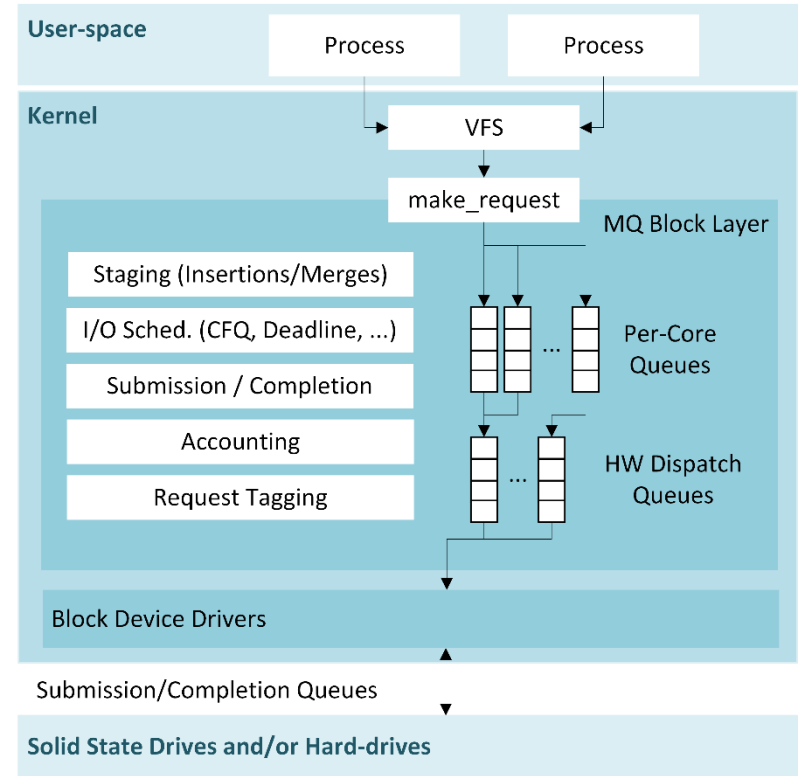 User-space
Process
Process
Kernel
VFS
make_request
MQ Block Layer
Staging (Insertions/Merges)
I/O Sched. (CFQ, Deadline, ...)
Submission / Completion
Accounting
Request Tagging
...
Per-Core
Queues
...
HW Dispatch
Queues
Block Device Drivers
Submission/Completion Queues
Solid State Drives and/or Hard-drives